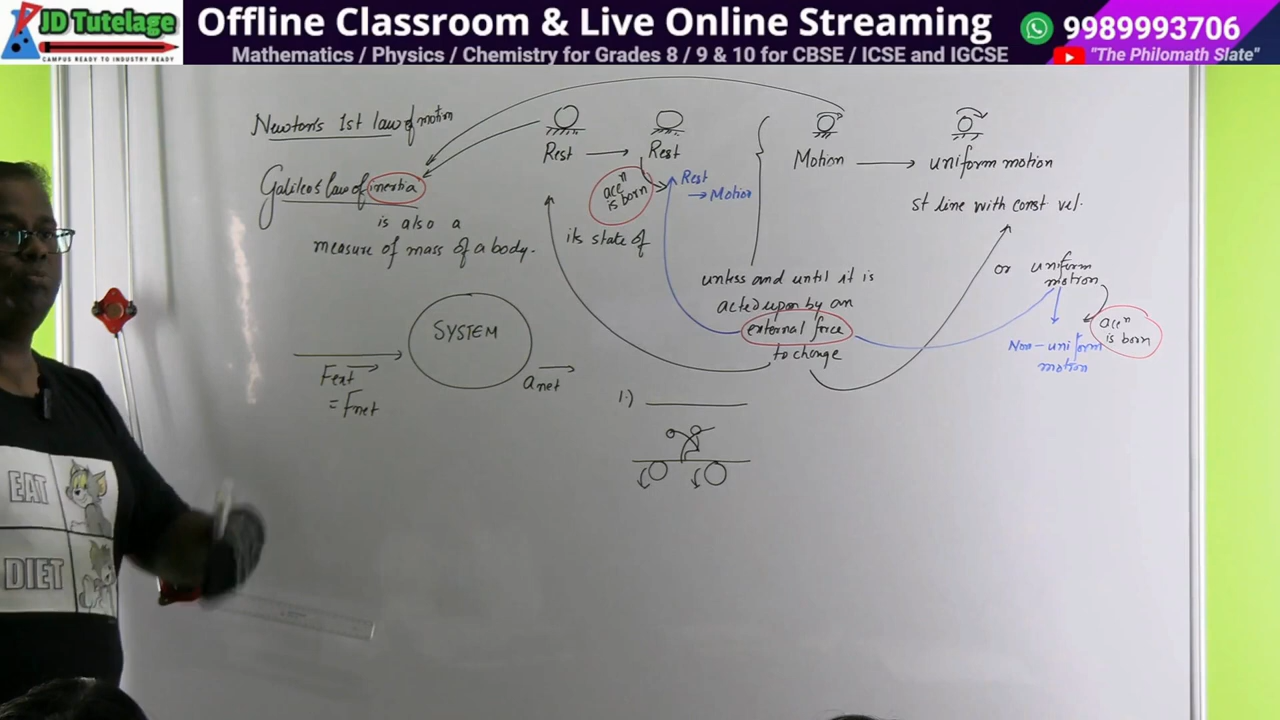 JD Tutelage
CAMPUS READY TO INDUSTRY READY
Offline Classroom & Live Online Streaming
9989993706
Mathematics / Physics / Chemistry for Grades 8 / 9 & 10 for CBSE / ICSE and IGCSE
"The Philomath Slate"
Newton's 1st law of motion
Galileo's law of inertia
is also a
measure of mass of a body.
Rest
Rest
accⁿ
is born
Rest
→ Motion
its state of
Motion
uniform motion
st line with const vel.
unless and until it is
acted upon by an
external force
to change
or uniform
motion
accⁿ
is born
Non-uniform
motion
SYSTEM
Fext
= Fnet
anet
1.)
EAT
DIET